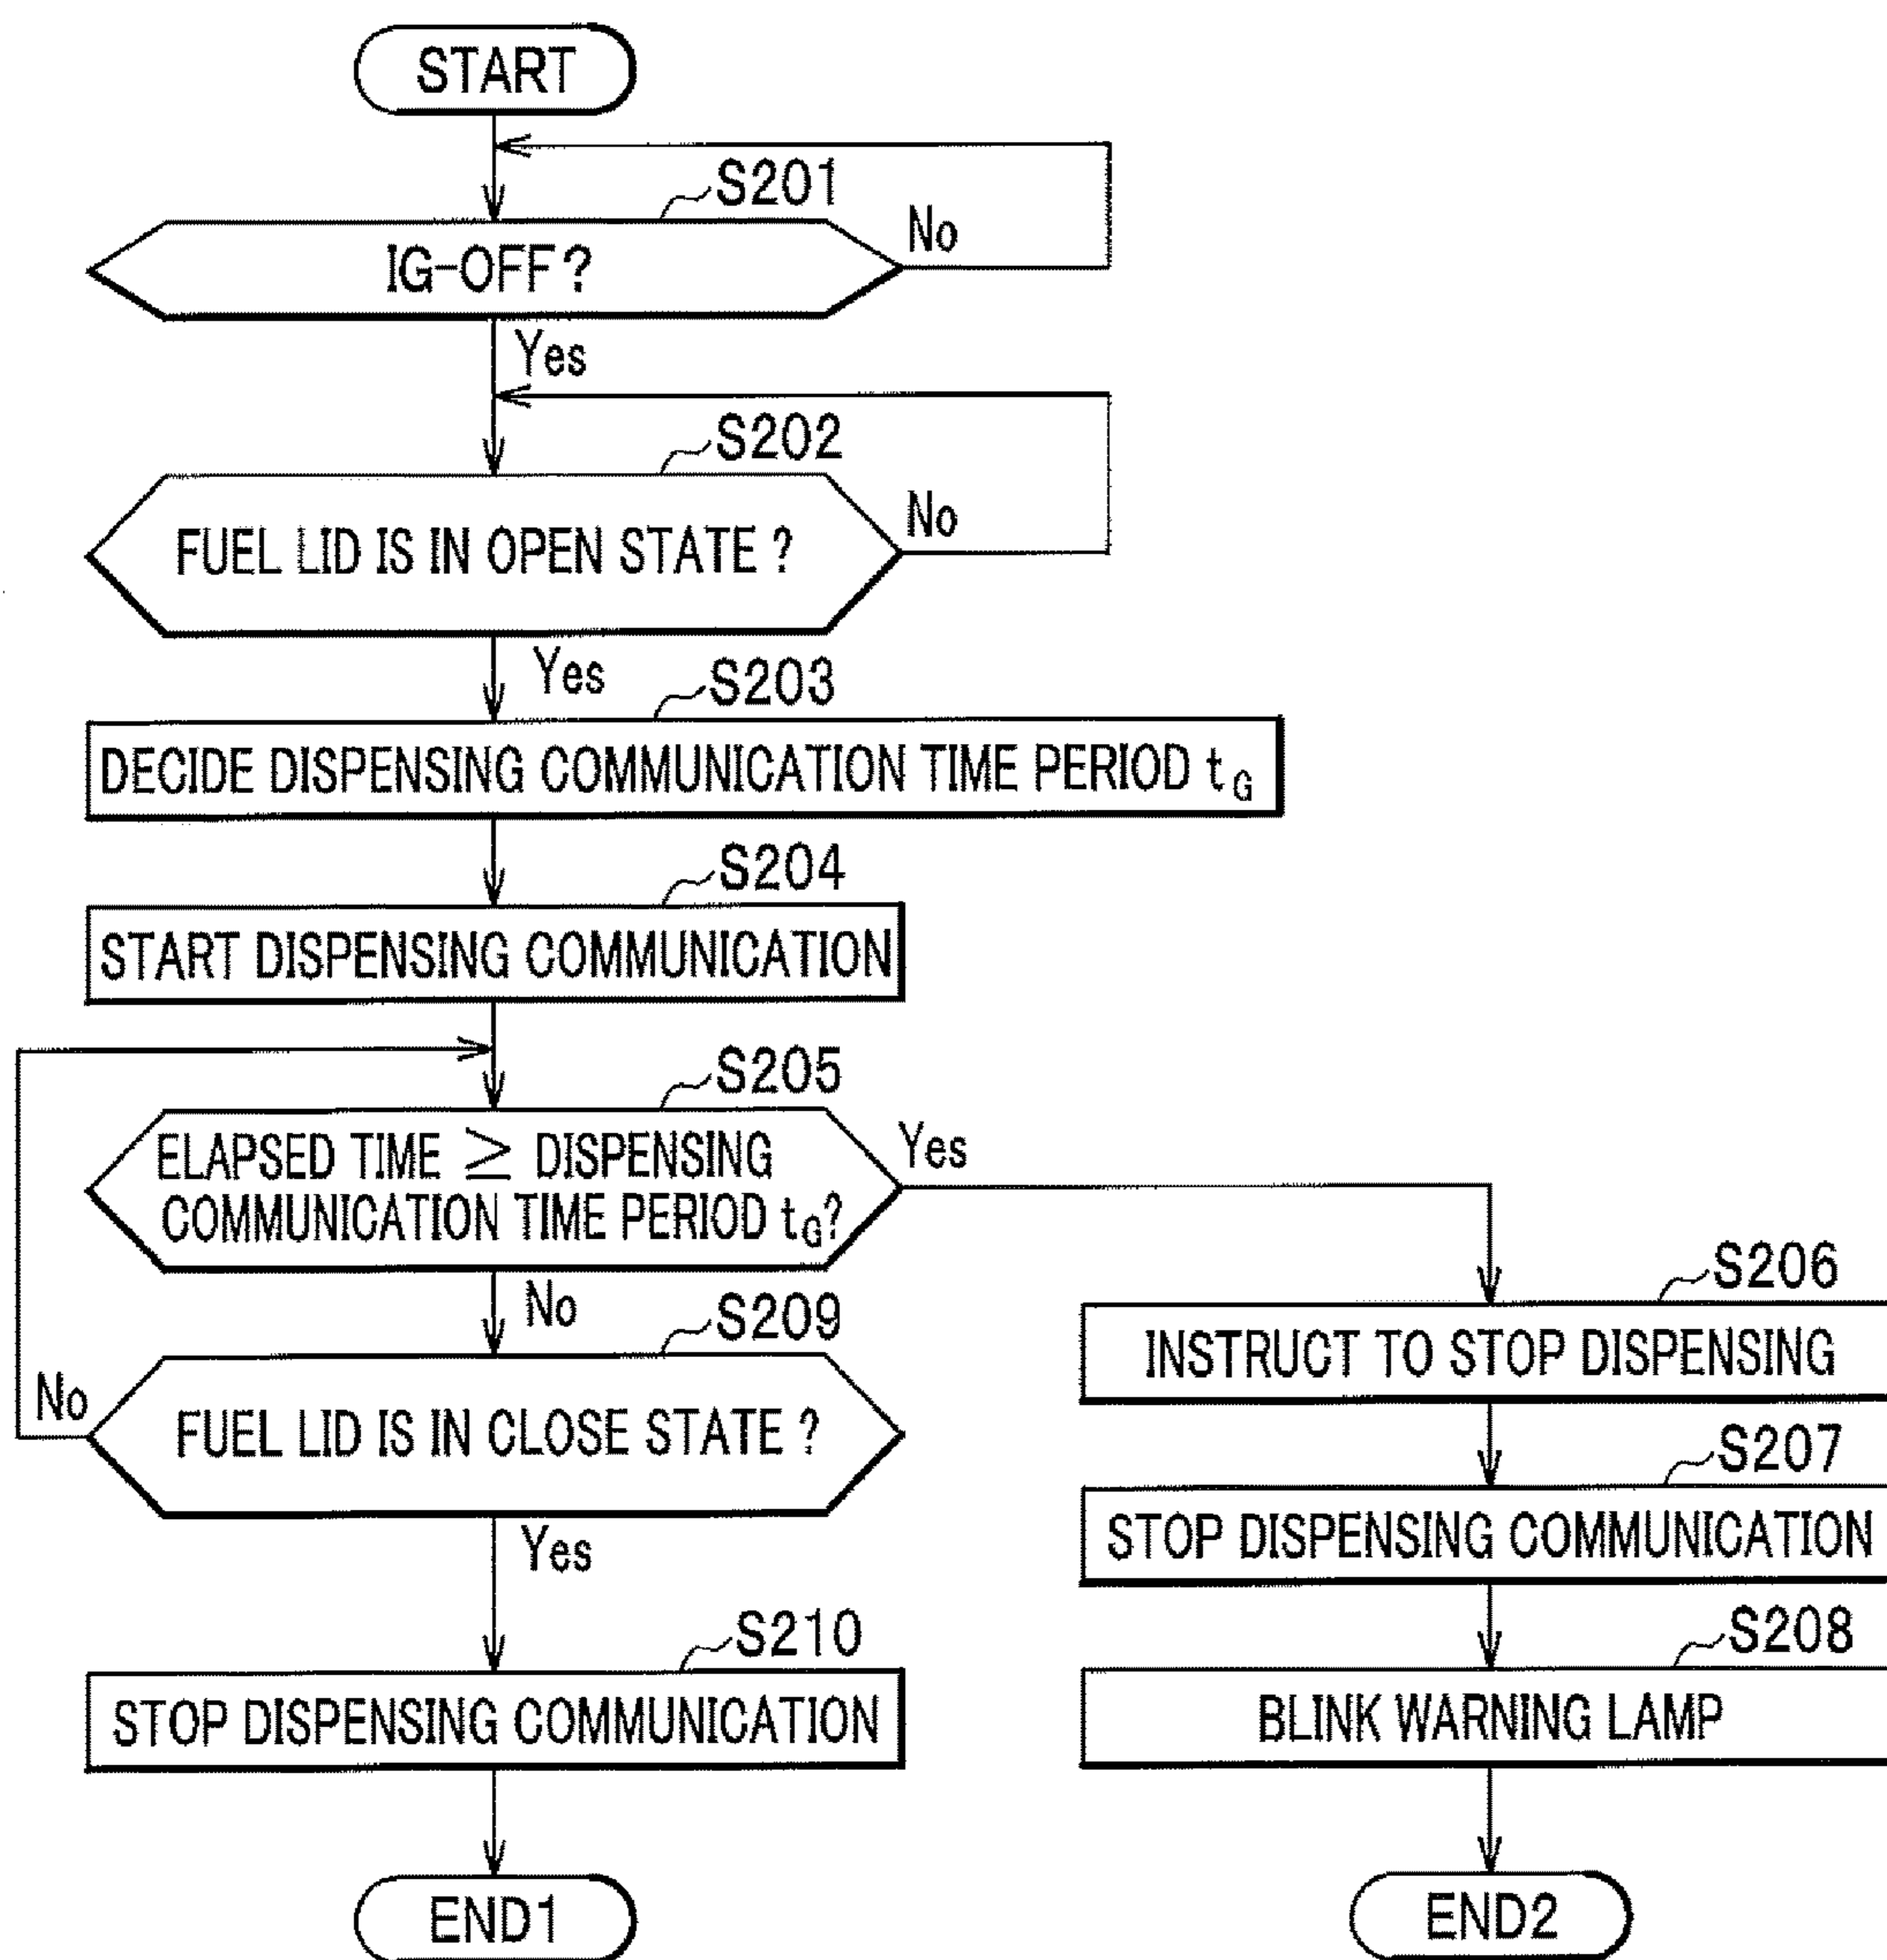 START
S201
IG-OFF?
No
Yes
S202
FUEL LID IS IN OPEN STATE ?
No
Yes
S203
DECIDE DISPENSING COMMUNICATION TIME PERIOD tG
S204
START DISPENSING COMMUNICATION
S205
ELAPSED TIME ≥ DISPENSING
COMMUNICATION TIME PERIOD tG?
Yes
No
S209
FUEL LID IS IN CLOSE STATE ?
No
Yes
S210
STOP DISPENSING COMMUNICATION
END1
S206
INSTRUCT TO STOP DISPENSING
S207
STOP DISPENSING COMMUNICATION
S208
BLINK WARNING LAMP
END2